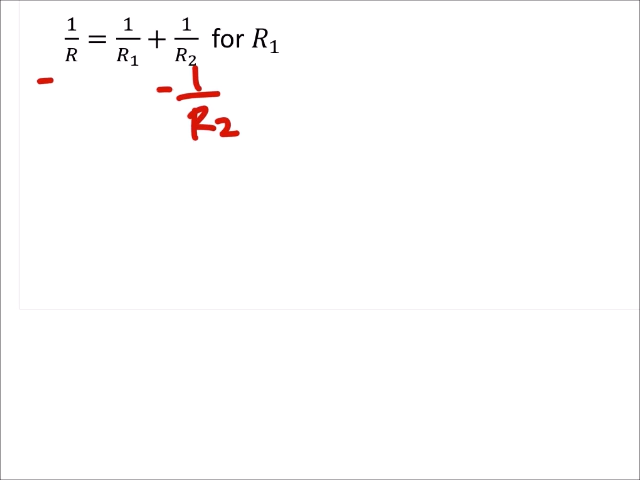 1/R = 1/R₁ + 1/R₂ for R₁
- - 1/R2